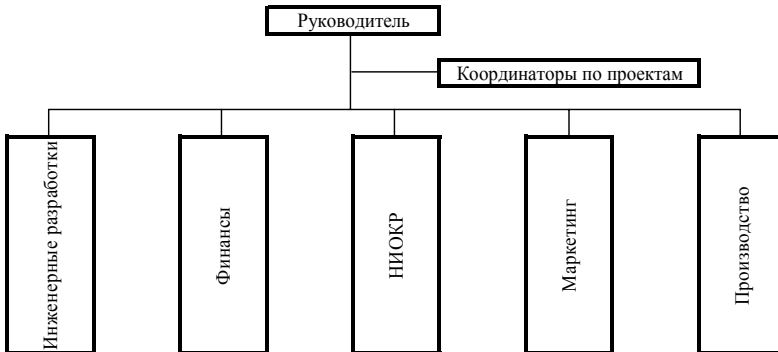 Руководитель
Координаторы по проектам
Инженерные разработки
Финансы
НИОКР
Маркетинг
Производство